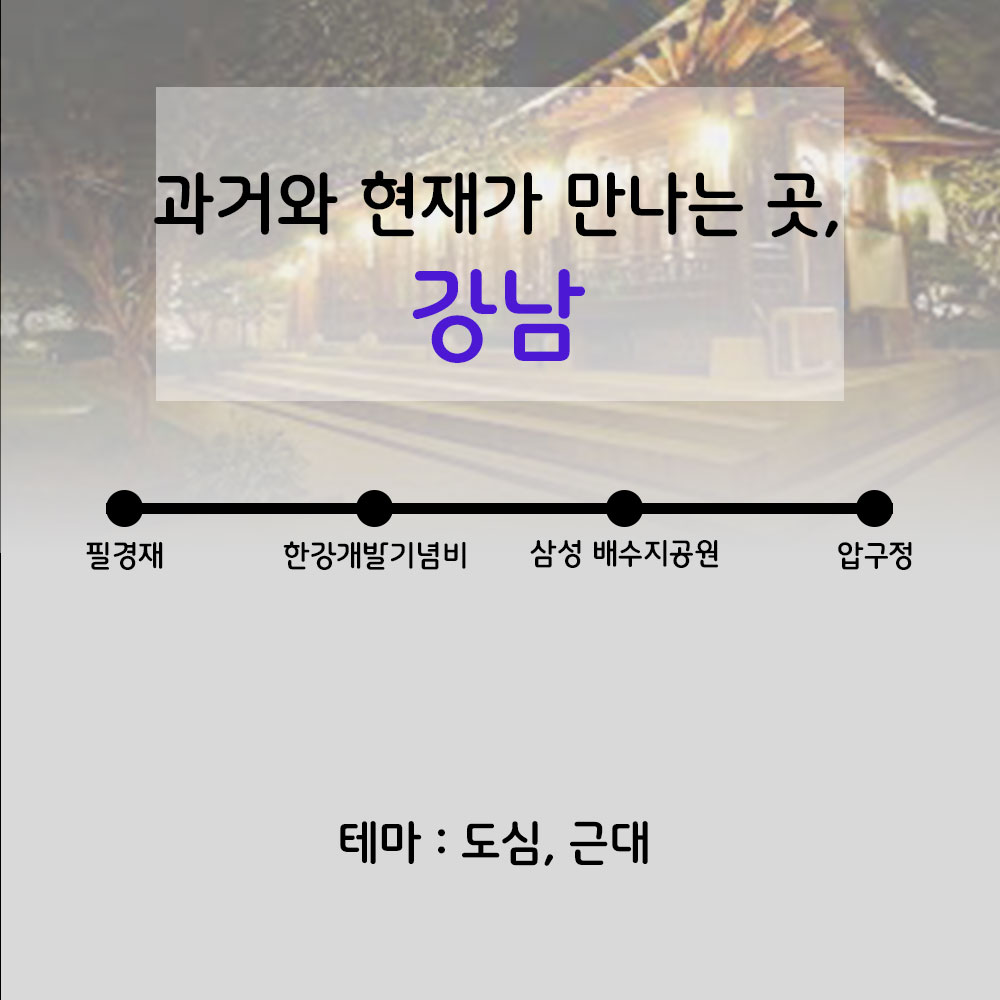 과거와 현재가 만나는 곳,
강남
필경재
한강개발기념비
삼성 배수지공원
압구정
테마 : 도심, 근대